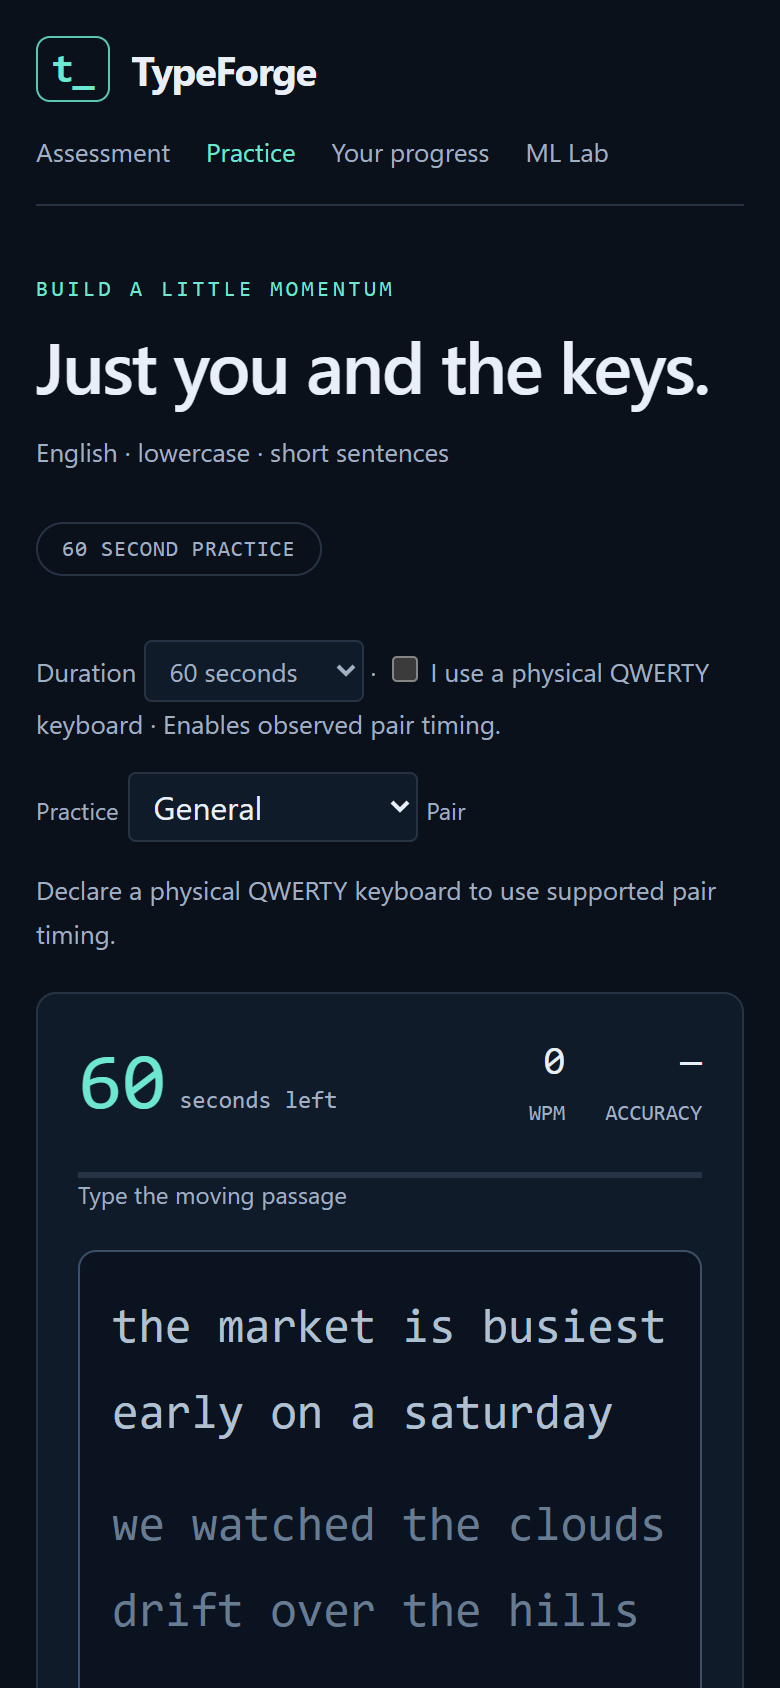 t_ TypeForge
Assessment Practice Your progress ML Lab
BUILD A LITTLE MOMENTUM
Just you and the keys.
English · lowercase · short sentences
60 SECOND PRACTICE
Duration 60 seconds · I use a physical QWERTY
keyboard · Enables observed pair timing.
Practice General Pair
Declare a physical QWERTY keyboard to use supported pair
timing.
60 seconds left 0 WPM — ACCURACY
Type the moving passage
the market is busiest
early on a saturday
we watched the clouds
drift over the hills